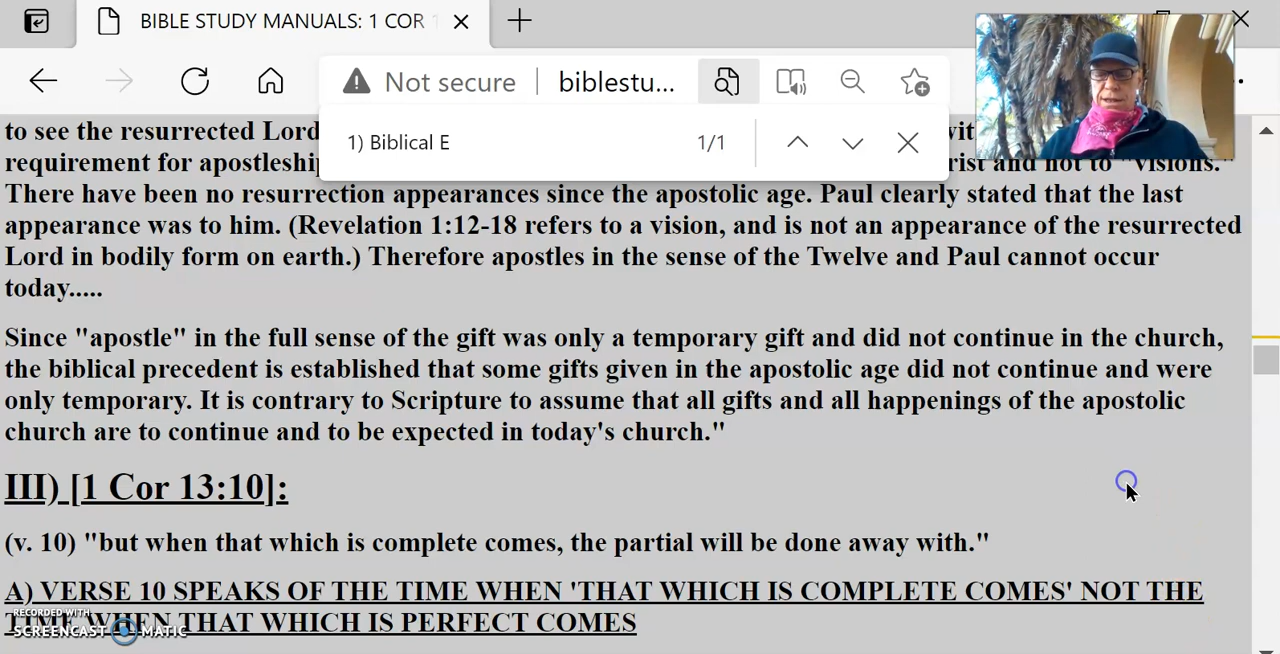 BIBLE STUDY MANUALS: 1 COR 1
Not secure
biblestu...
1) Biblical E
1/1
to see the resurrected Lord
requirement for apostleship
rist and not to "visions."
There have been no resurrection appearances since the apostolic age. Paul clearly stated that the last
appearance was to him. (Revelation 1:12-18 refers to a vision, and is not an appearance of the resurrected
Lord in bodily form on earth.) Therefore apostles in the sense of the Twelve and Paul cannot occur
today.....
Since "apostle" in the full sense of the gift was only a temporary gift and did not continue in the church,
the biblical precedent is established that some gifts given in the apostolic age did not continue and were
only temporary. It is contrary to Scripture to assume that all gifts and all happenings of the apostolic
church are to continue and to be expected in today's church."
III) [1 Cor 13:10]:
(v. 10) "but when that which is complete comes, the partial will be done away with."
A) VERSE 10 SPEAKS OF THE TIME WHEN 'THAT WHICH IS COMPLETE COMES' NOT THE
TIME WHEN THAT WHICH IS PERFECT COMES
RECORDED WITH
SCREENCAST MATIC